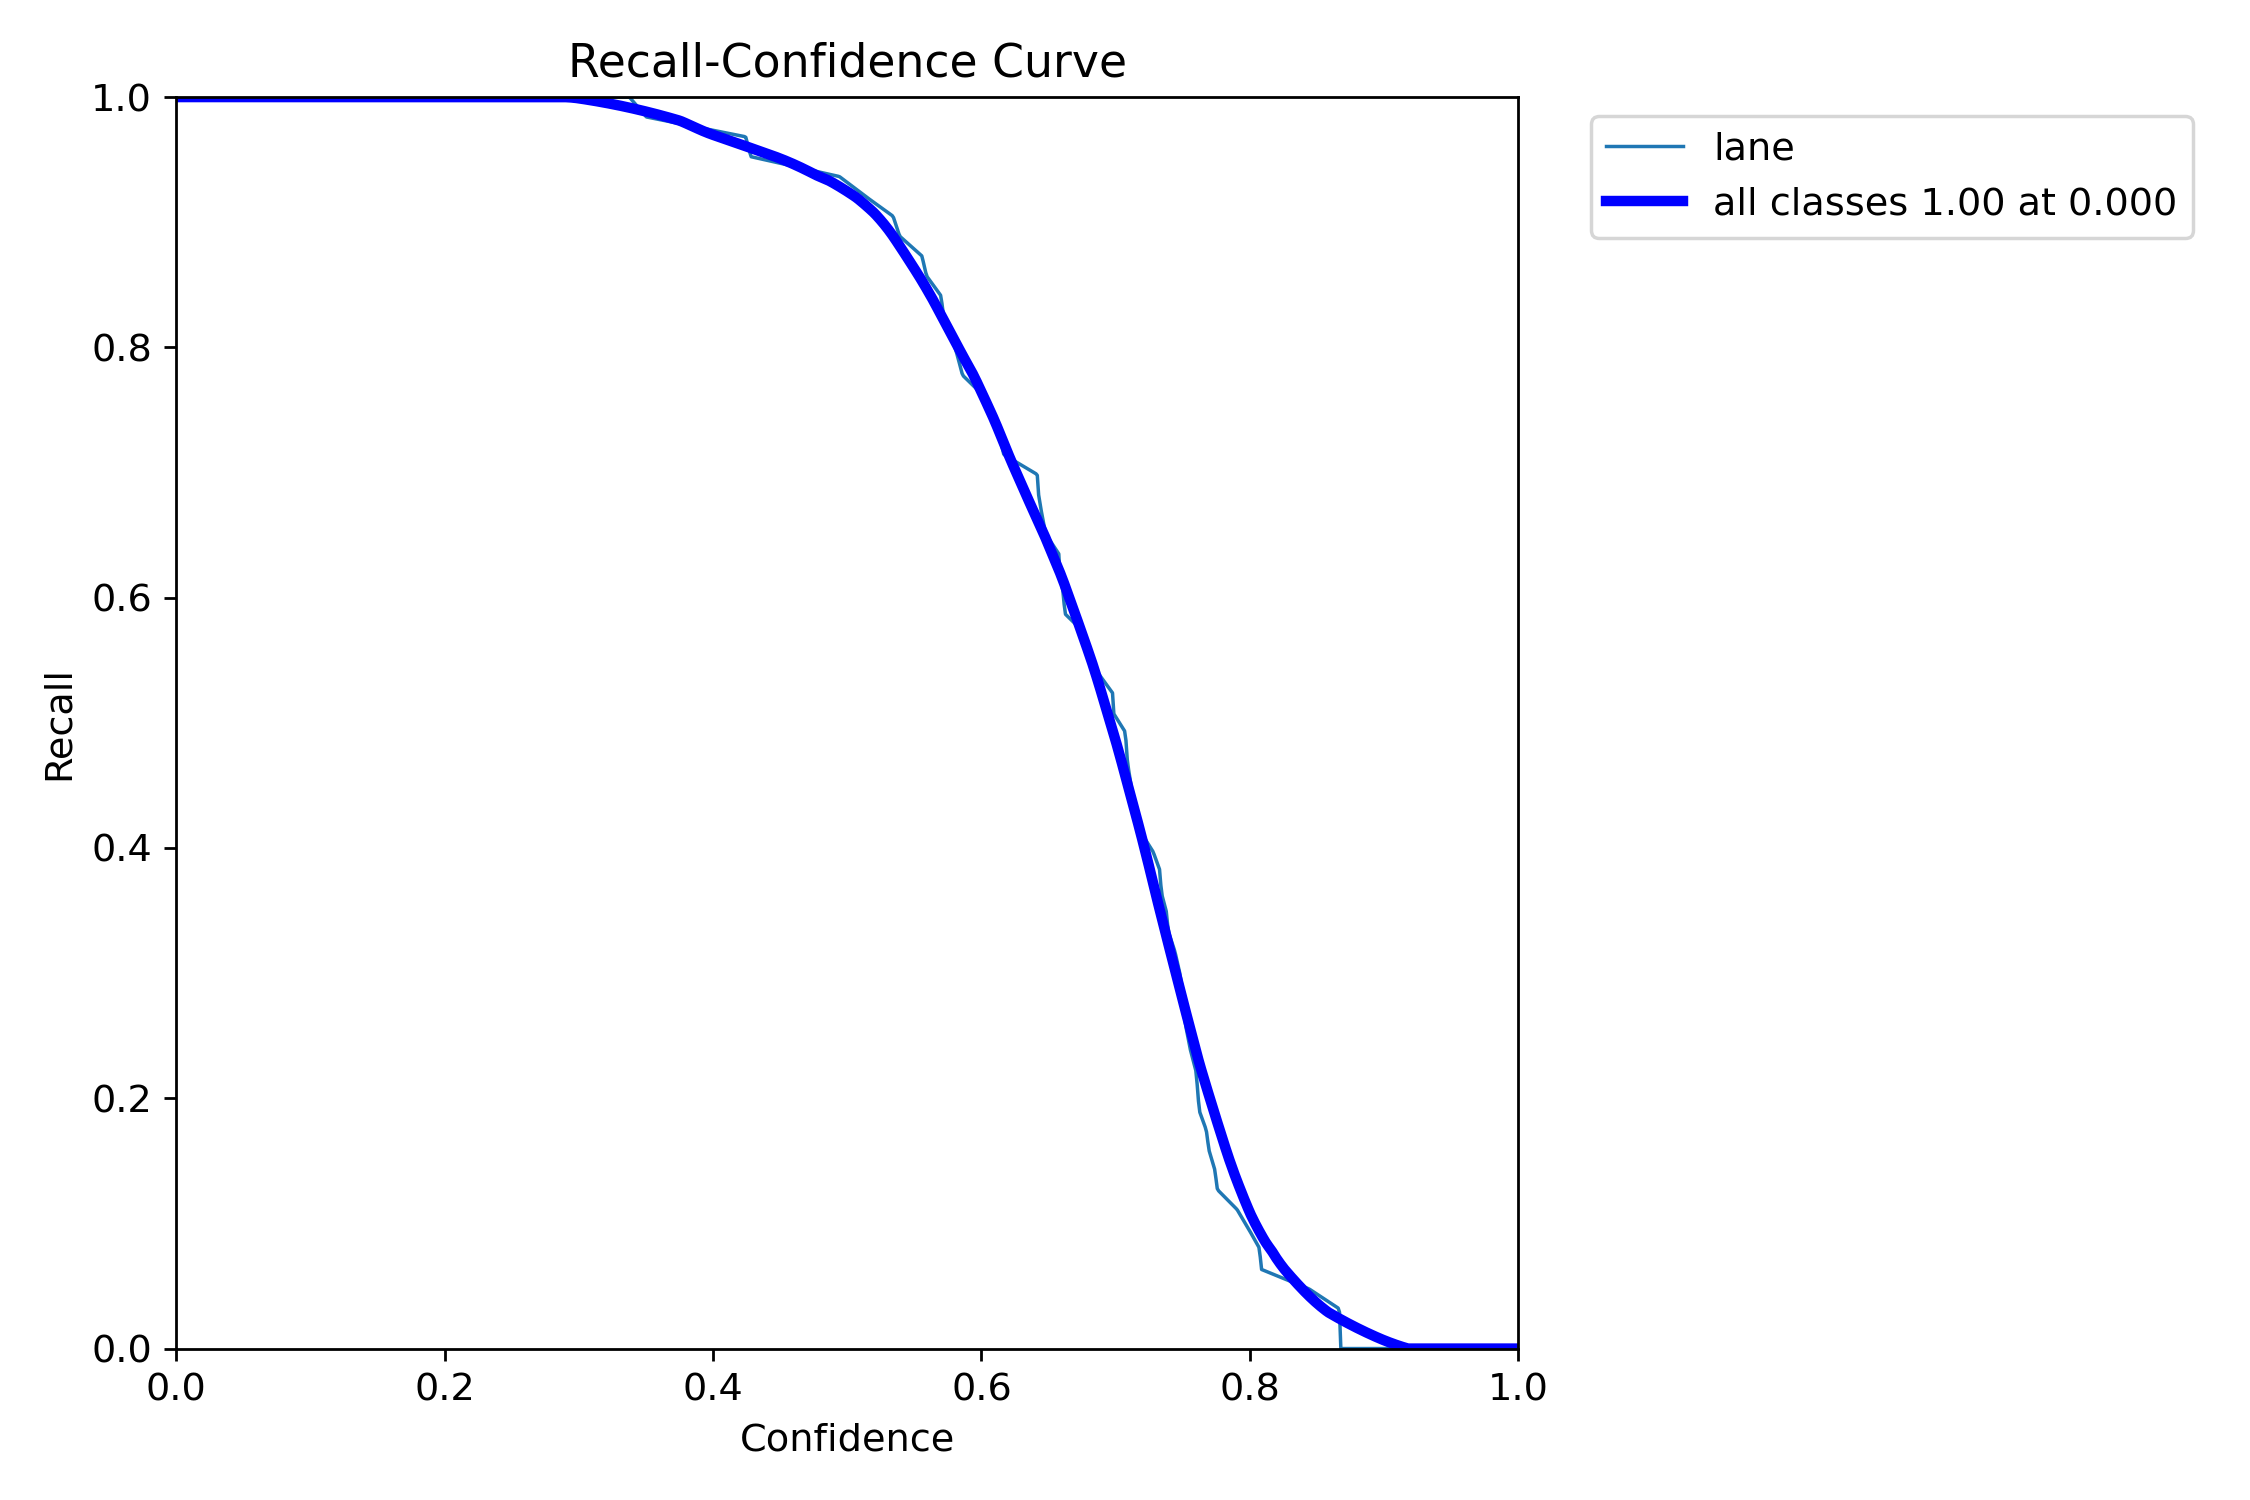 Recall-Confidence Curve
1.0
0.8
0.6
0.4
0.2
0.0
Recall
0.0 0.2 0.4 0.6 0.8 1.0
Confidence
lane
all classes 1.00 at 0.000